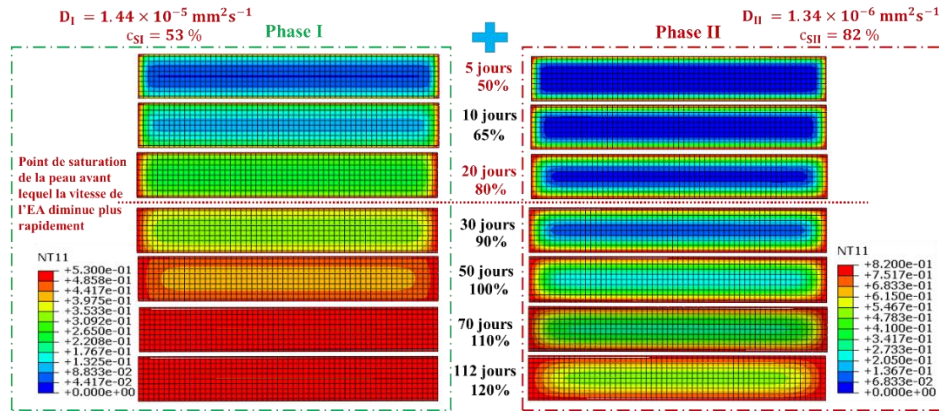 D_I = 1.44 × 10⁻⁵ mm²s⁻¹
c_SI = 53 %
Phase I
Phase II
D_II = 1.34 × 10⁻⁶ mm²s⁻¹
c_SII = 82 %
5 jours
50%
10 jours
65%
20 jours
80%
Point de saturation
de la peau avant
lequel la vitesse de
l'EA diminue plus
rapidement
30 jours
90%
50 jours
100%
70 jours
110%
112 jours
120%
NT11
+5.300e-01
+4.858e-01
+4.417e-01
+3.975e-01
+3.533e-01
+3.092e-01
+2.650e-01
+2.208e-01
+1.767e-01
+1.325e-01
+8.833e-02
+4.417e-02
+0.000e+00
NT11
+8.200e-01
+7.517e-01
+6.833e-01
+6.150e-01
+5.467e-01
+4.783e-01
+4.100e-01
+3.417e-01
+2.733e-01
+2.050e-01
+1.367e-01
+6.833e-02
+0.000e+00